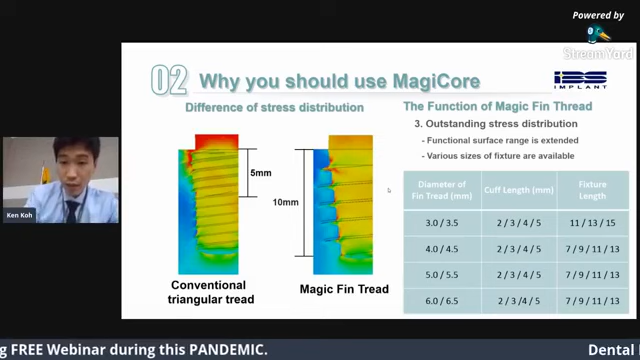 Powered by
StreamYard
02 Why you should use MagiCore
IBS
IMPLANT
Difference of stress distribution
5mm
10mm
Conventional
triangular tread
Magic Fin Tread
The Function of Magic Fin Thread
3. Outstanding stress distribution
- Functional surface range is extended
- Various sizes of fixture are available
Diameter of Fin Tread (mm) Cuff Length (mm) Fixture Length
3.0 / 3.5 2 / 3 / 4 / 5 11 / 13 / 15
4.0 / 4.5 2 / 3 / 4 / 5 7 / 9 / 11 / 13
5.0 / 5.5 2 / 3 / 4 / 5 7 / 9 / 11 / 13
6.0 / 6.5 2 / 3 /4 / 5 7 / 9 / 11 / 13
Ken Koh
ng FREE Webinar during this PANDEMIC. Dental